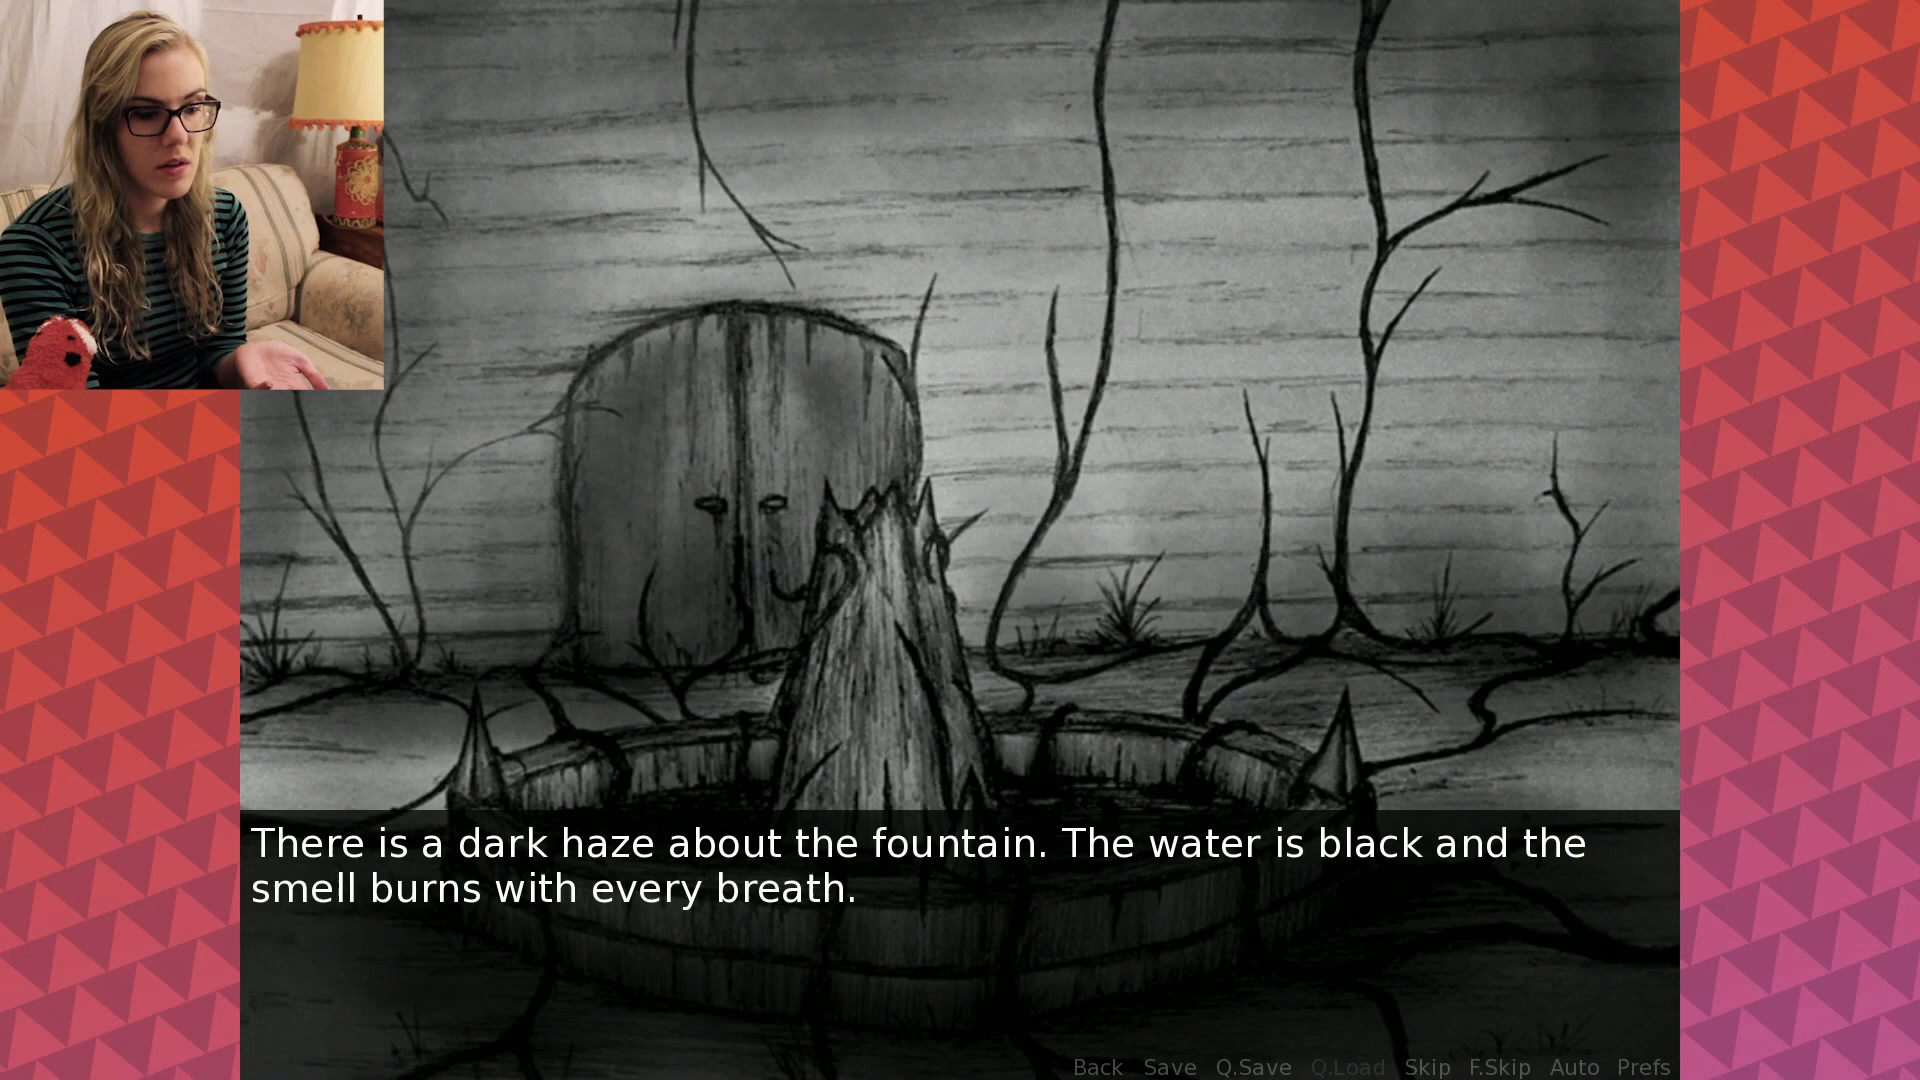 There is a dark haze about the fountain. The water is black and the
smell burns with every breath.
Back Save Q.Save Q.Load Skip F.Skip Auto Prefs